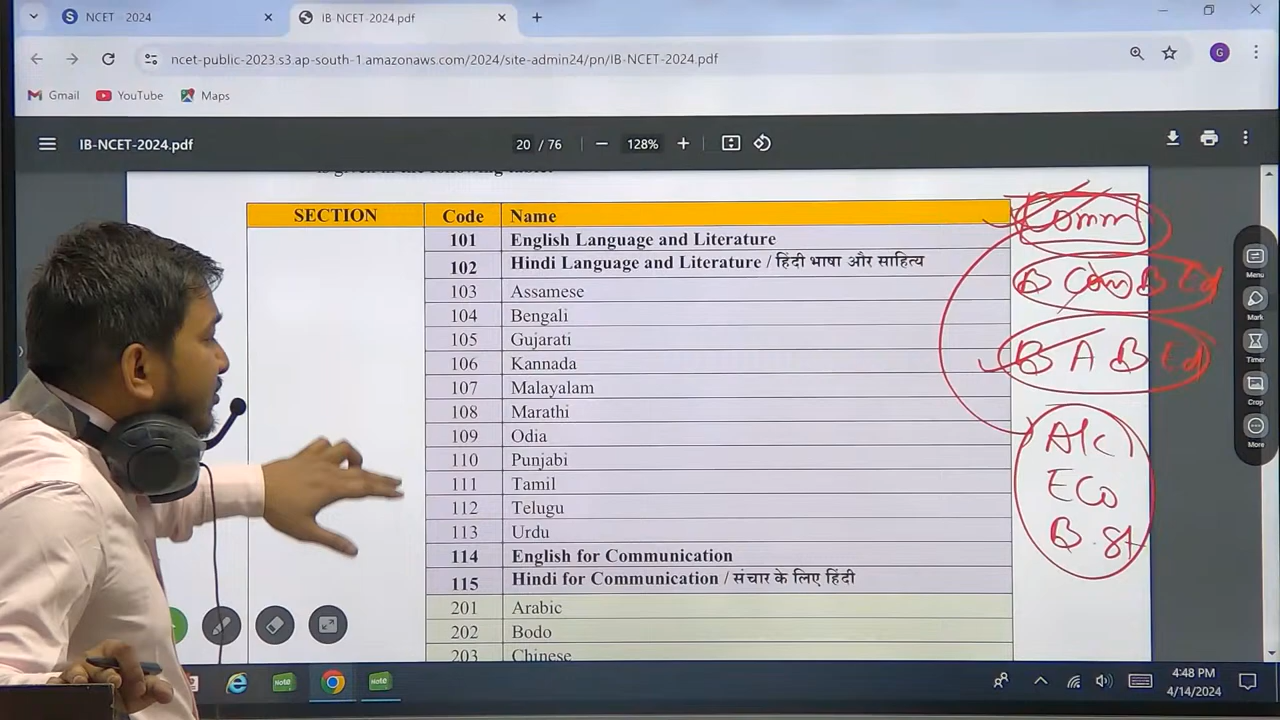 NCET - 2024
IB-NCET-2024.pdf
ncet-public-2023.s3.ap-south-1.amazonaws.com/2024/site-admin24/pn/IB-NCET-2024.pdf
Gmail YouTube Maps
IB-NCET-2024.pdf 20 / 76 128%
SECTION Code Name
101 English Language and Literature
102 Hindi Language and Literature / हिंदी भाषा और साहित्य
103 Assamese
104 Bengali
105 Gujarati
106 Kannada
107 Malayalam
108 Marathi
109 Odia
110 Punjabi
111 Tamil
112 Telugu
113 Urdu
114 English for Communication
115 Hindi for Communication / संचार के लिए हिंदी
201 Arabic
202 Bodo
203 Chinese
Comm
B Com B Ed
B A B Ed
A/c
ECO
B. St
Menu
Mark
Timer
Crop
More
G
Note
Note
4:48 PM
4/14/2024